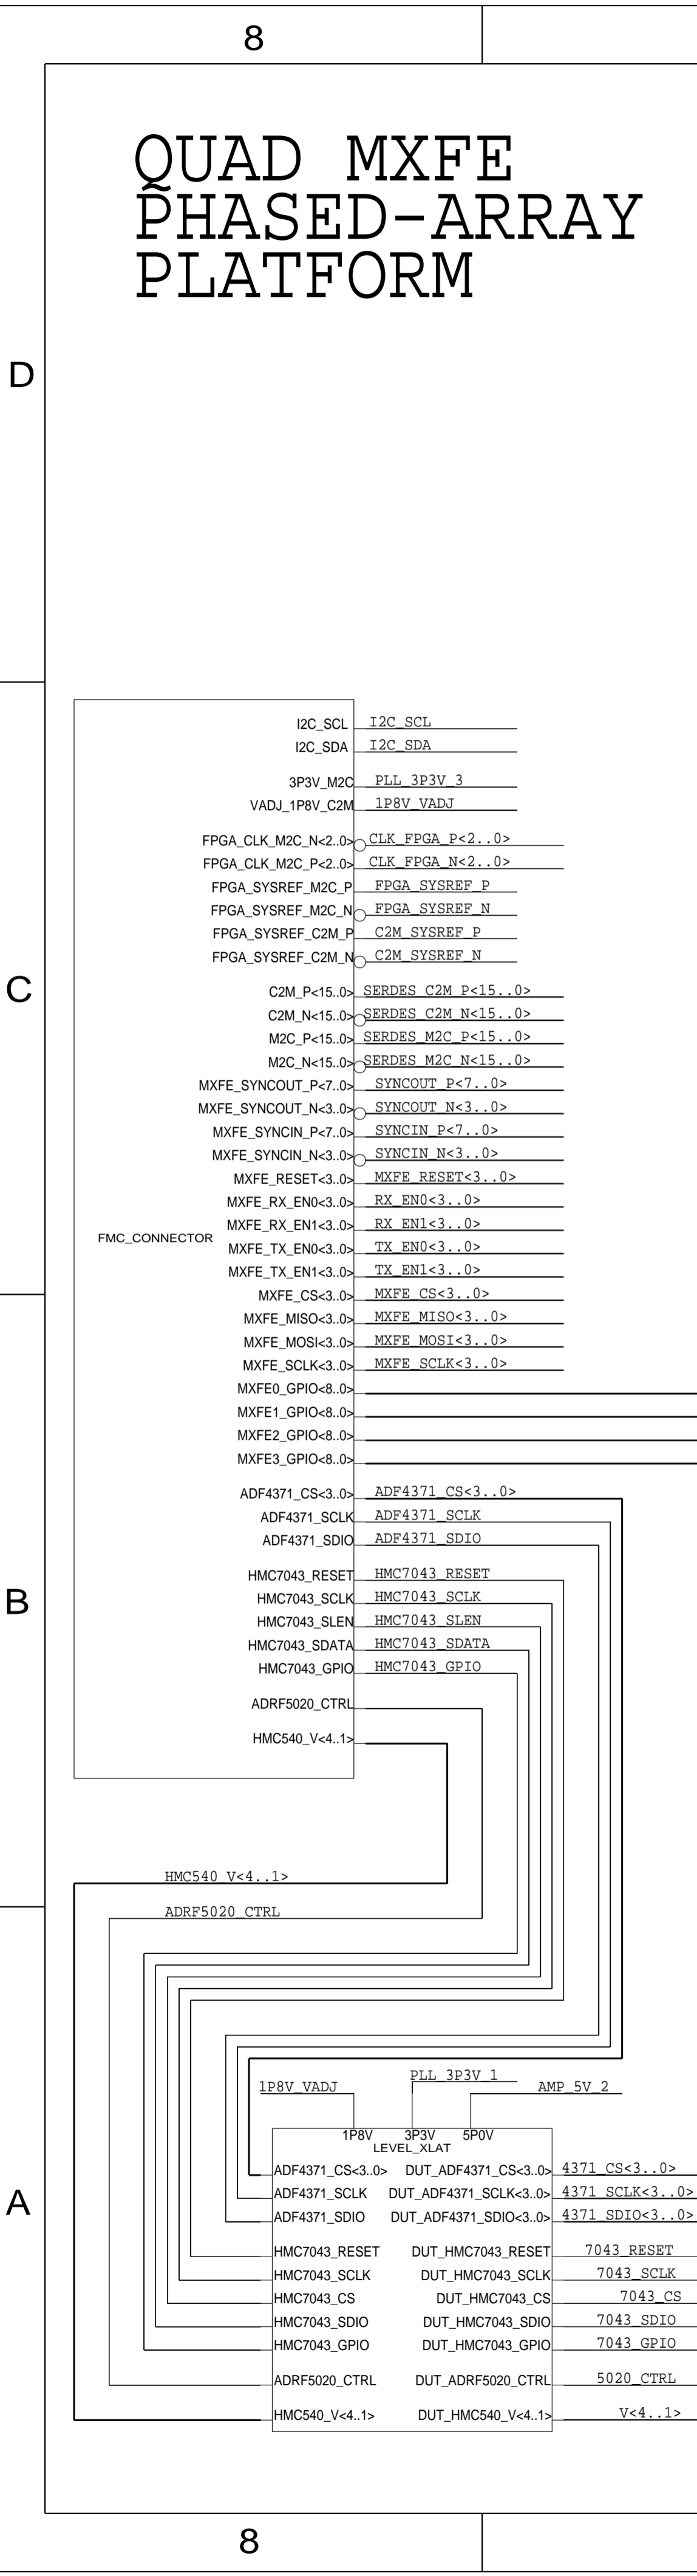 8
QUAD MXFE
PHASED-ARRAY
PLATFORM
D
I2C_SCL I2C_SCL
I2C_SDA I2C_SDA
3P3V_M2C PLL_3P3V_3
VADJ_1P8V_C2M 1P8V_VADJ
FPGA_CLK_M2C_N<2..0> CLK_FPGA_P<2..0>
FPGA_CLK_M2C_P<2..0> CLK_FPGA_N<2..0>
FPGA_SYSREF_M2C_P FPGA_SYSREF_P
FPGA_SYSREF_M2C_N FPGA_SYSREF_N
FPGA_SYSREF_C2M_P C2M_SYSREF_P
FPGA_SYSREF_C2M_N C2M_SYSREF_N
C
C2M_P<15..0> SERDES_C2M_P<15..0>
C2M_N<15..0> SERDES_C2M_N<15..0>
M2C_P<15..0> SERDES_M2C_P<15..0>
M2C_N<15..0> SERDES_M2C_N<15..0>
MXFE_SYNCOUT_P<7..0> SYNCOUT_P<7..0>
MXFE_SYNCOUT_N<3..0> SYNCOUT_N<3..0>
MXFE_SYNCIN_P<7..0> SYNCIN_P<7..0>
MXFE_SYNCIN_N<3..0> SYNCIN_N<3..0>
MXFE_RESET<3..0> MXFE_RESET<3..0>
MXFE_RX_EN0<3..0> RX_EN0<3..0>
MXFE_RX_EN1<3..0> RX_EN1<3..0>
FMC_CONNECTOR
MXFE_TX_EN0<3..0> TX_EN0<3..0>
MXFE_TX_EN1<3..0> TX_EN1<3..0>
MXFE_CS<3..0> MXFE_CS<3..0>
MXFE_MISO<3..0> MXFE_MISO<3..0>
MXFE_MOSI<3..0> MXFE_MOSI<3..0>
MXFE_SCLK<3..0> MXFE_SCLK<3..0>
MXFE0_GPIO<8..0>
MXFE1_GPIO<8..0>
MXFE2_GPIO<8..0>
MXFE3_GPIO<8..0>
ADF4371_CS<3..0> ADF4371_CS<3..0>
ADF4371_SCLK ADF4371_SCLK
ADF4371_SDIO ADF4371_SDIO
HMC7043_RESET HMC7043_RESET
B
HMC7043_SCLK HMC7043_SCLK
HMC7043_SLEN HMC7043_SLEN
HMC7043_SDATA HMC7043_SDATA
HMC7043_GPIO HMC7043_GPIO
ADRF5020_CTRL
HMC540_V<4..1>
HMC540_V<4..1>
ADRF5020_CTRL
PLL_3P3V_1
1P8V_VADJ AMP_5V_2
1P8V 3P3V 5P0V
LEVEL_XLAT
ADF4371_CS<3..0> DUT_ADF4371_CS<3..0> 4371_CS<3..0>
ADF4371_SCLK DUT_ADF4371_SCLK<3..0> 4371_SCLK<3..0>
A
ADF4371_SDIO DUT_ADF4371_SDIO<3..0> 4371_SDIO<3..0>
HMC7043_RESET DUT_HMC7043_RESET 7043_RESET
HMC7043_SCLK DUT_HMC7043_SCLK 7043_SCLK
HMC7043_CS DUT_HMC7043_CS 7043_CS
HMC7043_SDIO DUT_HMC7043_SDIO 7043_SDIO
HMC7043_GPIO DUT_HMC7043_GPIO 7043_GPIO
ADRF5020_CTRL DUT_ADRF5020_CTRL 5020_CTRL
HMC540_V<4..1> DUT_HMC540_V<4..1> V<4..1>
8